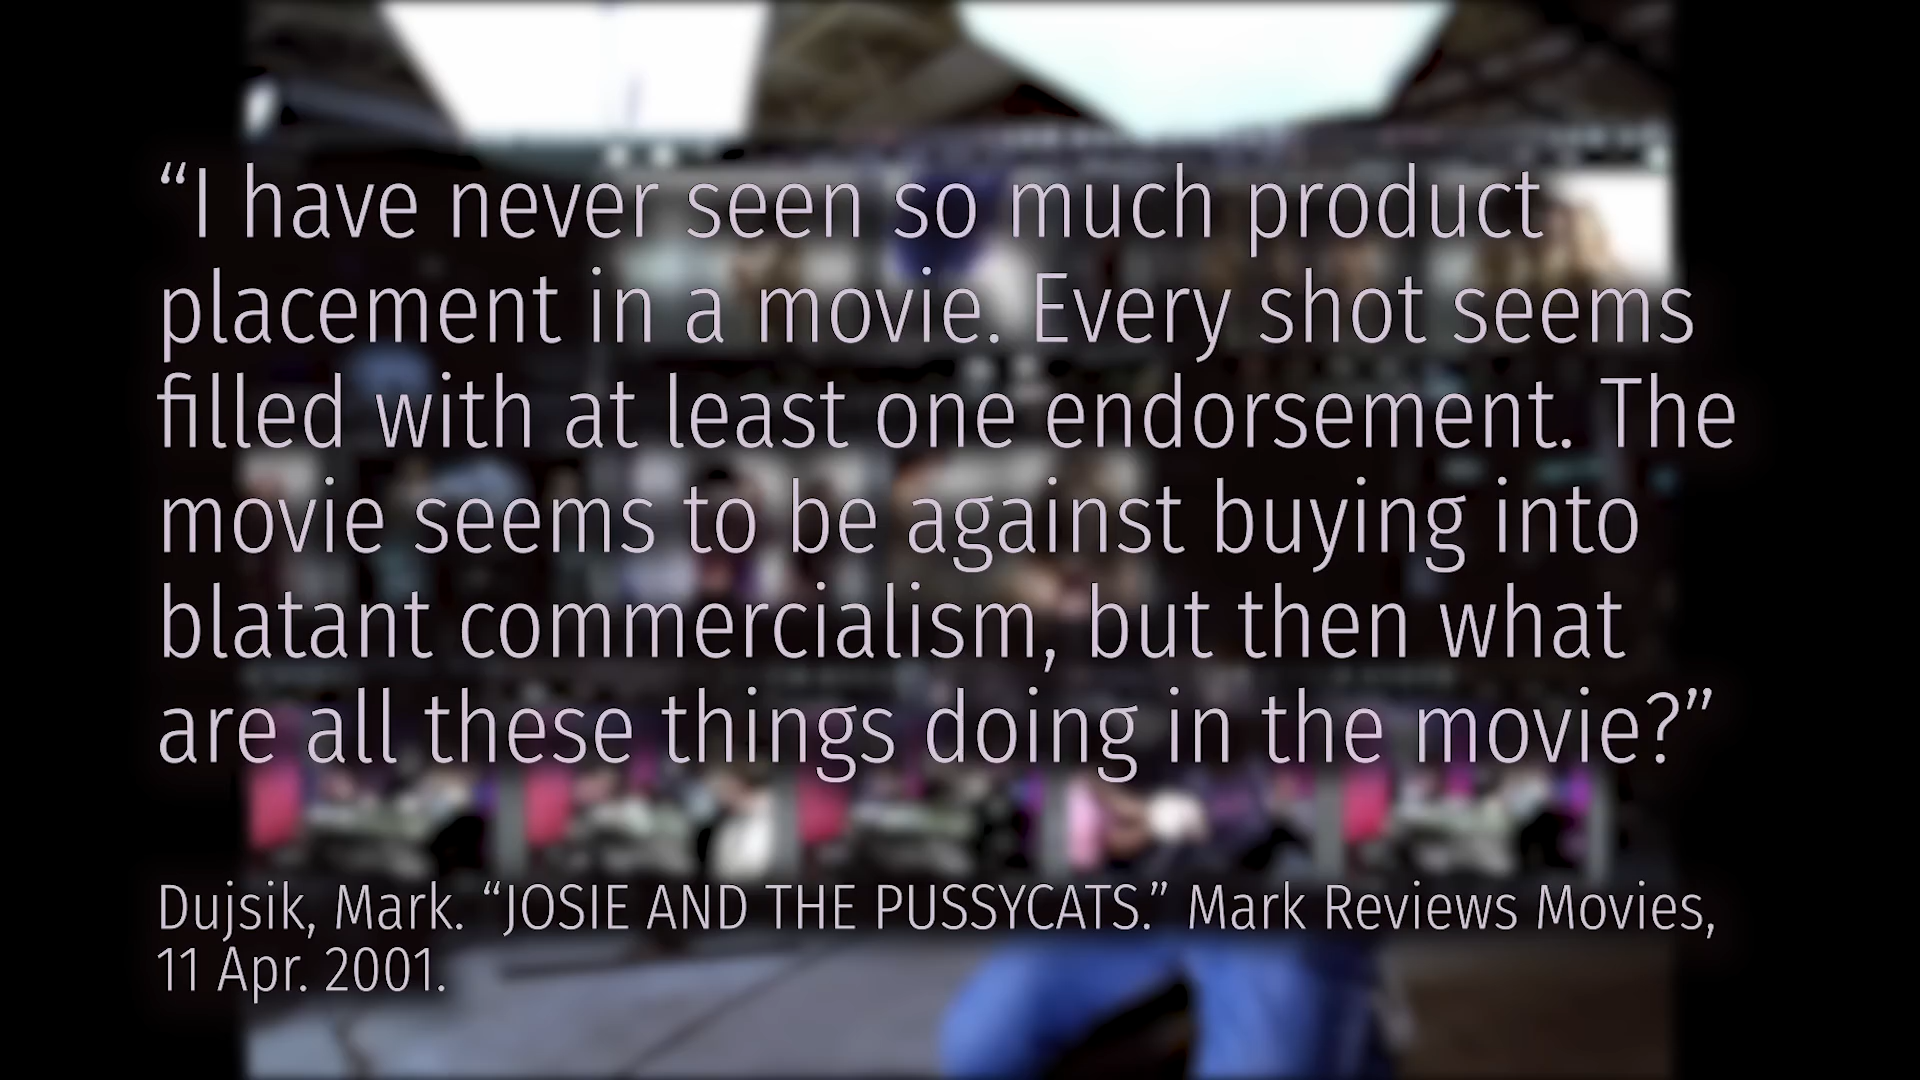 “I have never seen so much product
placement in a movie. Every shot seems
filled with at least one endorsement. The
movie seems to be against buying into
blatant commercialism, but then what
are all these things doing in the movie?”
Dujsik, Mark. “JOSIE AND THE PUSSYCATS.” Mark Reviews Movies,
11 Apr. 2001.